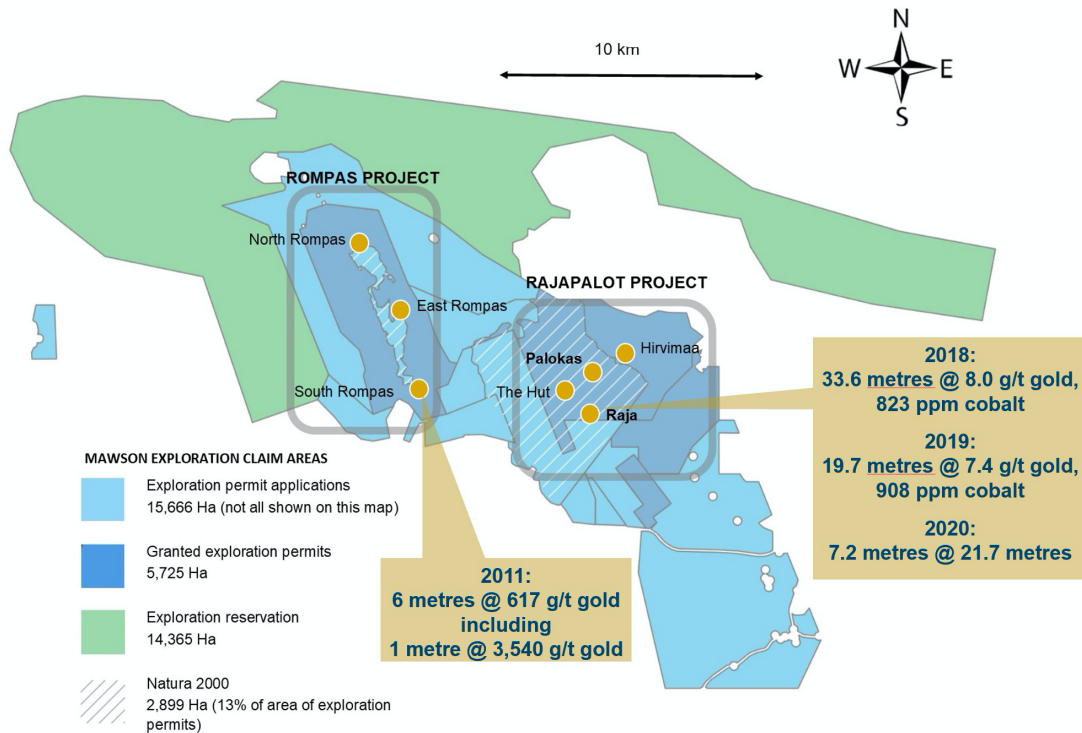 10 km
N
W E
S
ROMPAS PROJECT
North Rompas
East Rompas
South Rompas
RAJAPALOT PROJECT
Hirvimaa
Palokas
The Hut
Raja
2018:
33.6 metres @ 8.0 g/t gold,
823 ppm cobalt
2019:
19.7 metres @ 7.4 g/t gold,
908 ppm cobalt
2020:
7.2 metres @ 21.7 metres
2011:
6 metres @ 617 g/t gold
including
1 metre @ 3,540 g/t gold
MAWSON EXPLORATION CLAIM AREAS
Exploration permit applications
15,666 Ha (not all shown on this map)
Granted exploration permits
5,725 Ha
Exploration reservation
14,365 Ha
Natura 2000
2,899 Ha (13% of area of exploration
permits)